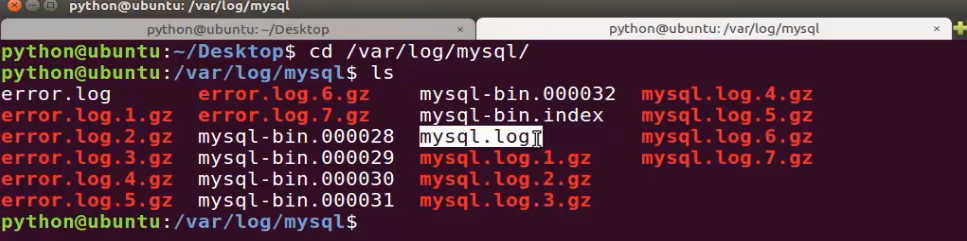 python@ubuntu: /var/log/mysql
python@ubuntu: ~/Desktop × python@ubuntu: /var/log/mysql ×
python@ubuntu:~/Desktop$ cd /var/log/mysql/
python@ubuntu:/var/log/mysql$ ls
error.log error.log.6.gz mysql-bin.000032 mysql.log.4.gz
error.log.1.gz error.log.7.gz mysql-bin.index mysql.log.5.gz
error.log.2.gz mysql-bin.000028 mysql.log mysql.log.6.gz
error.log.3.gz mysql-bin.000029 mysql.log.1.gz mysql.log.7.gz
error.log.4.gz mysql-bin.000030 mysql.log.2.gz
error.log.5.gz mysql-bin.000031 mysql.log.3.gz
python@ubuntu:/var/log/mysql$